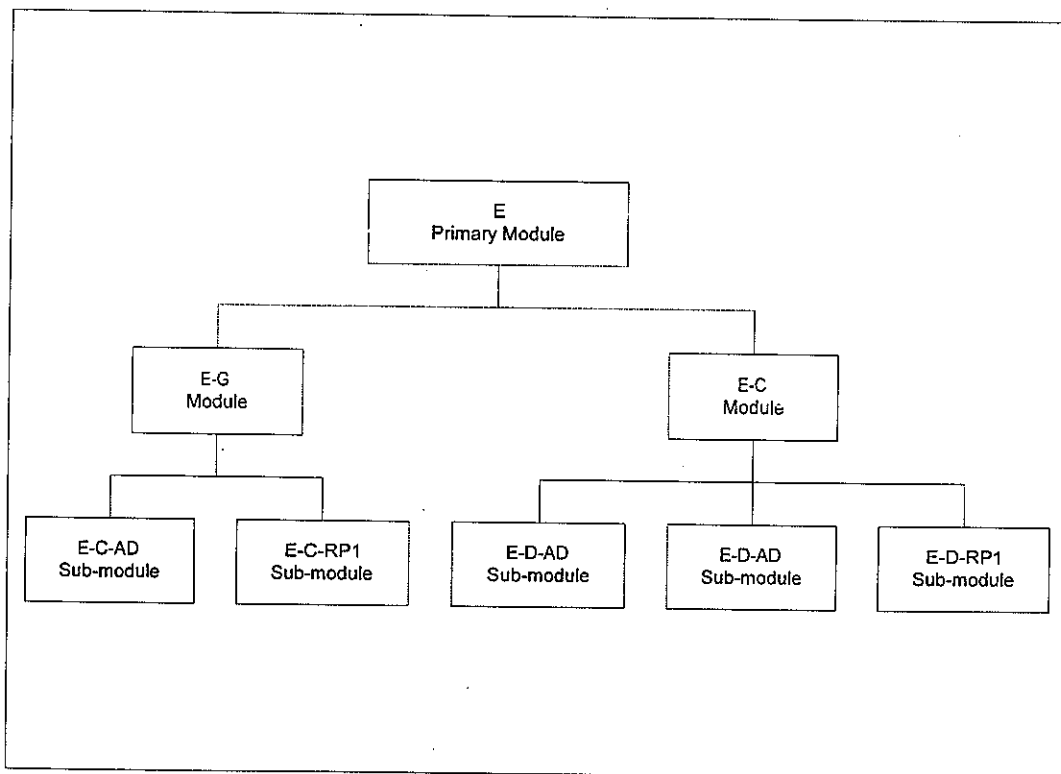 E
Primary Module
E-G
Module
E-C
Module
E-C-AD
Sub-module
E-C-RP1
Sub-module
E-D-AD
Sub-module
E-D-AD
Sub-module
E-D-RP1
Sub-module